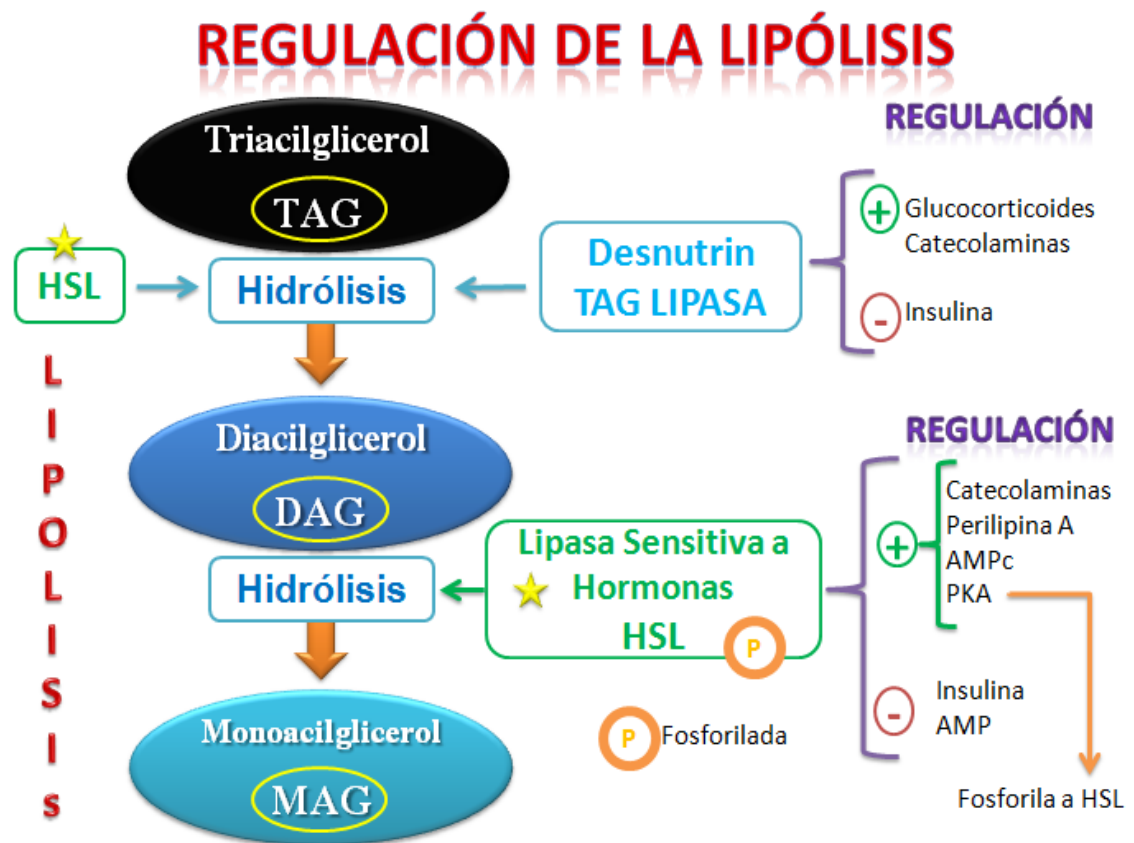 REGULACIÓN DE LA LIPÓLISIS
Triacilglicerol
TAG
HSL
Hidrólisis
Desnutrin
TAG LIPASA
REGULACIÓN
+
Glucocorticoides
Catecolaminas
-
Insulina
LIPOLISIs
Diacilglicerol
DAG
Hidrólisis
Lipasa Sensitiva a
Hormonas
HSL
P
REGULACIÓN
+
Catecolaminas
Perilipina A
AMPc
PKA
-
Insulina
AMP
Fosforila a HSL
P
Fosforilada
Monoacilglicerol
MAG